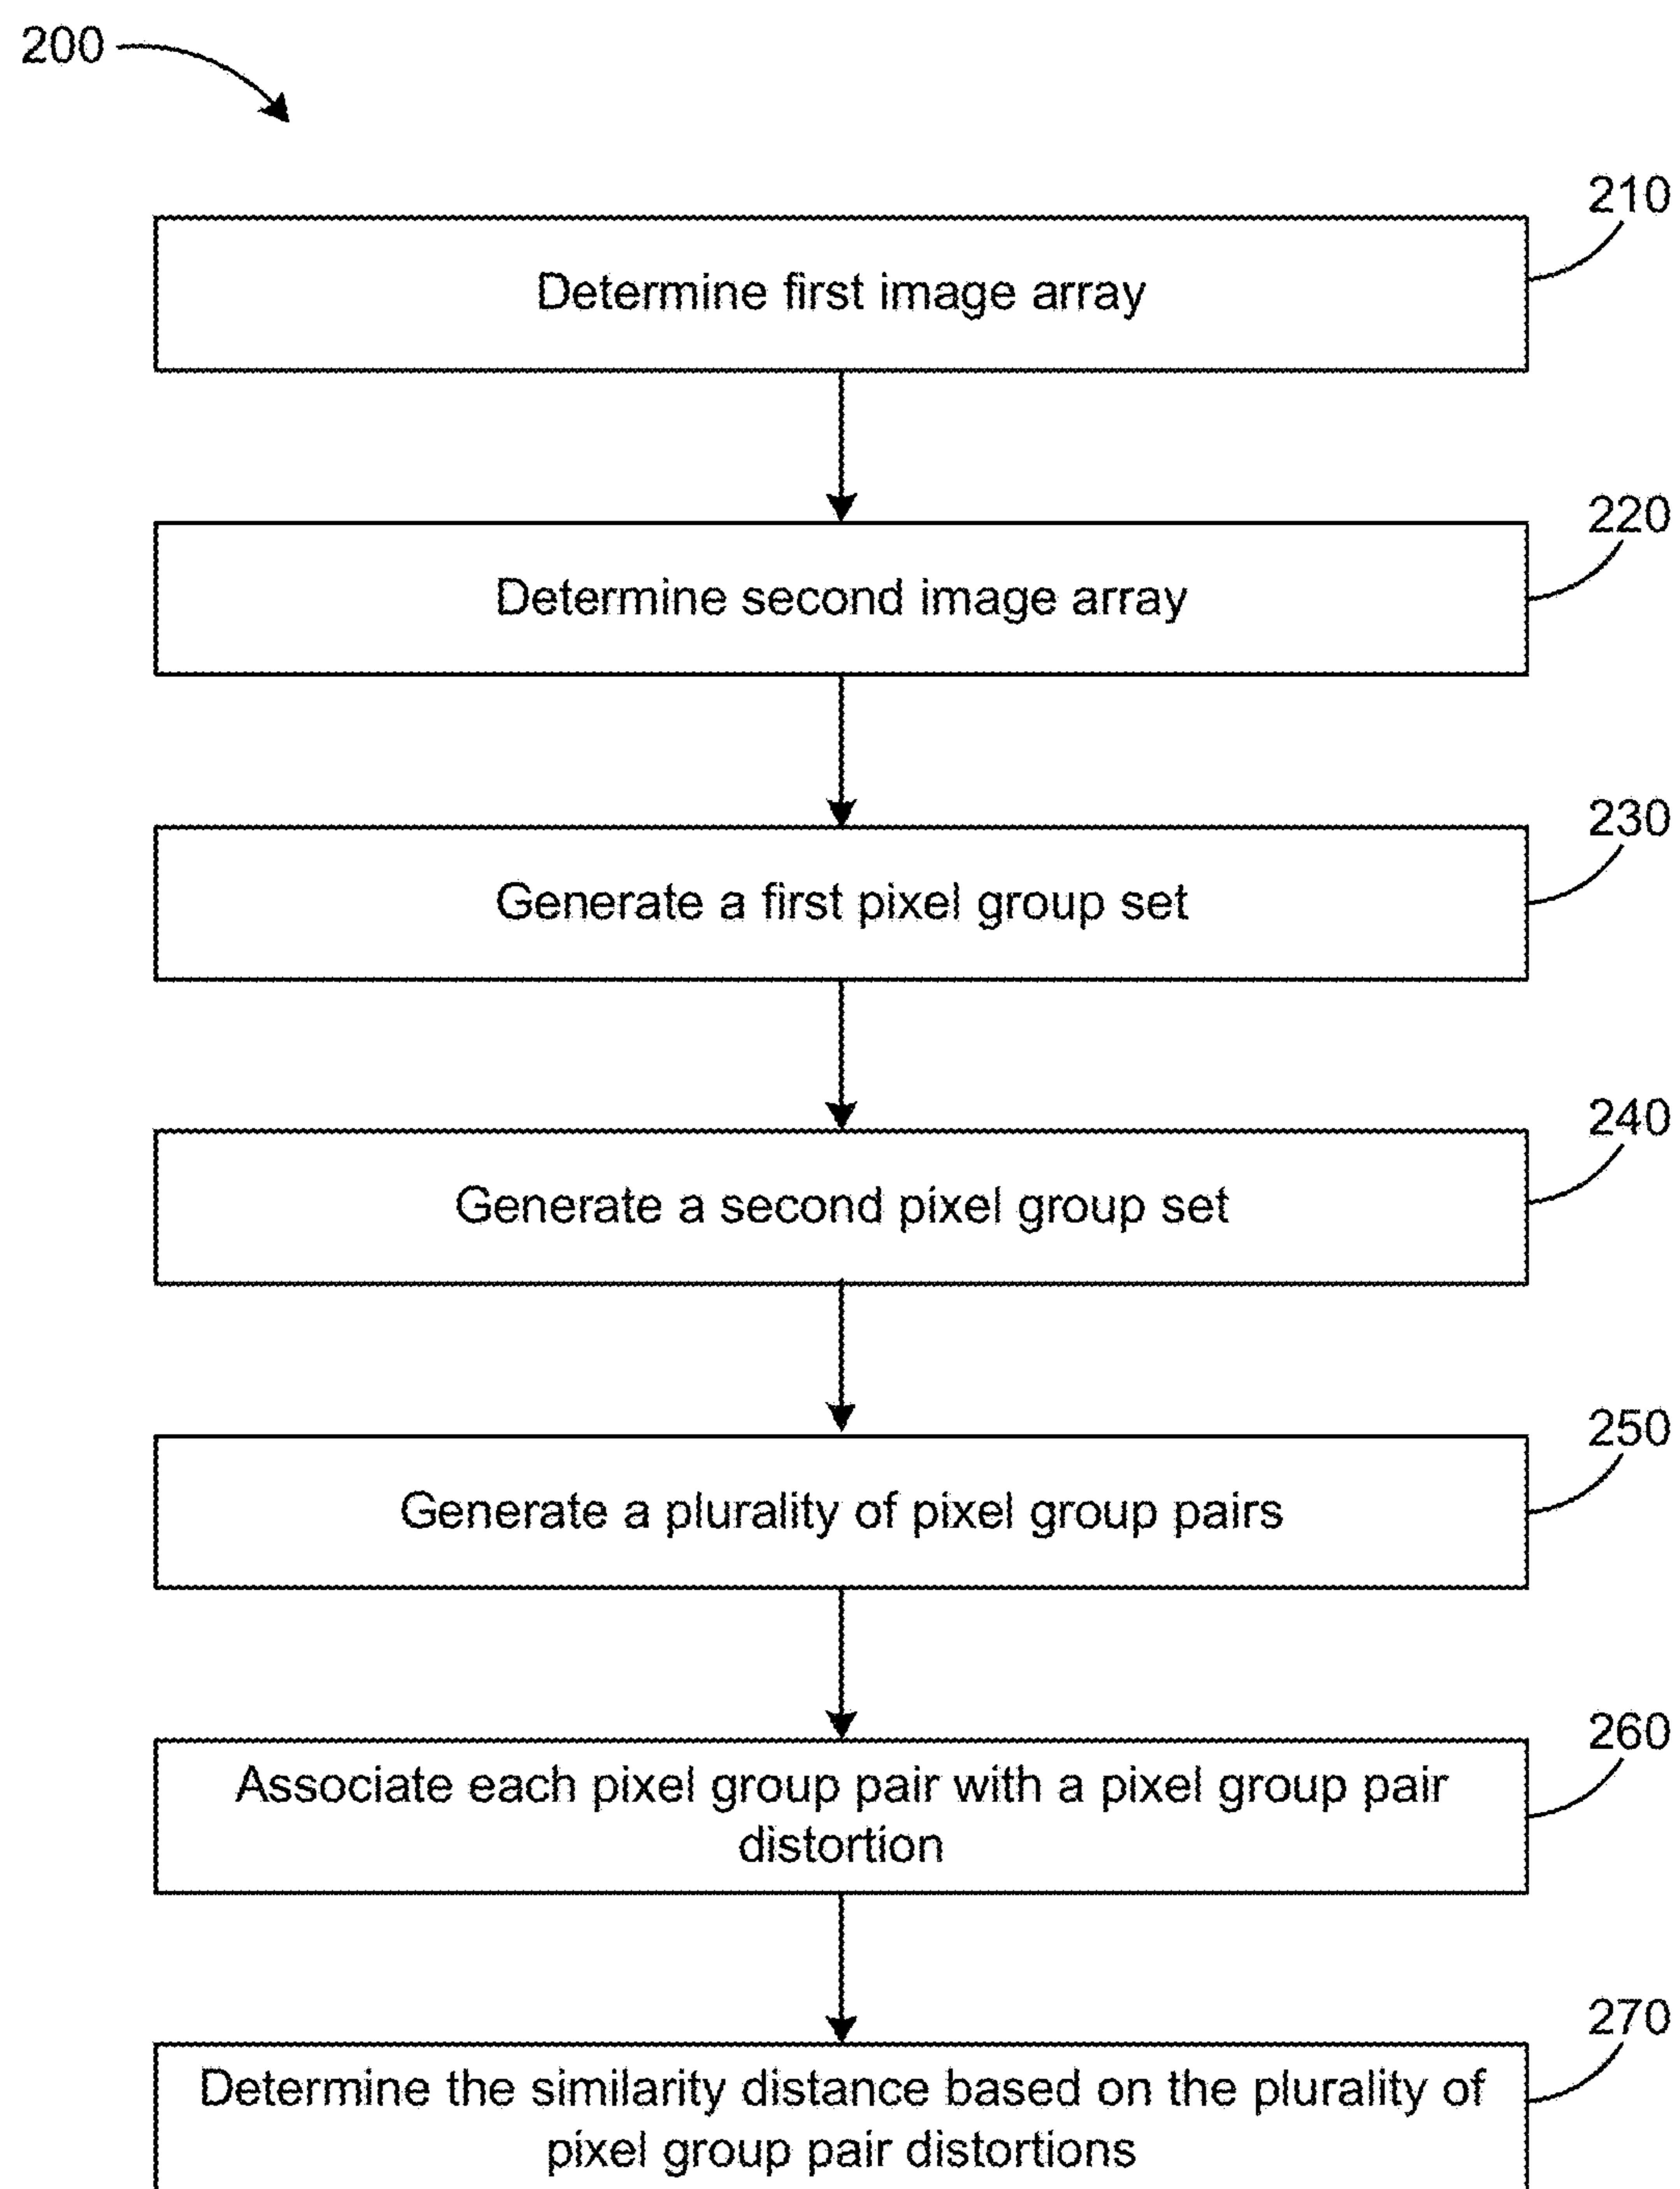 200
210
Determine first image array
220
Determine second image array
230
Generate a first pixel group set
240
Generate a second pixel group set
250
Generate a plurality of pixel group pairs
260
Associate each pixel group pair with a pixel group pair
distortion
270
Determine the similarity distance based on the plurality of
pixel group pair distortions